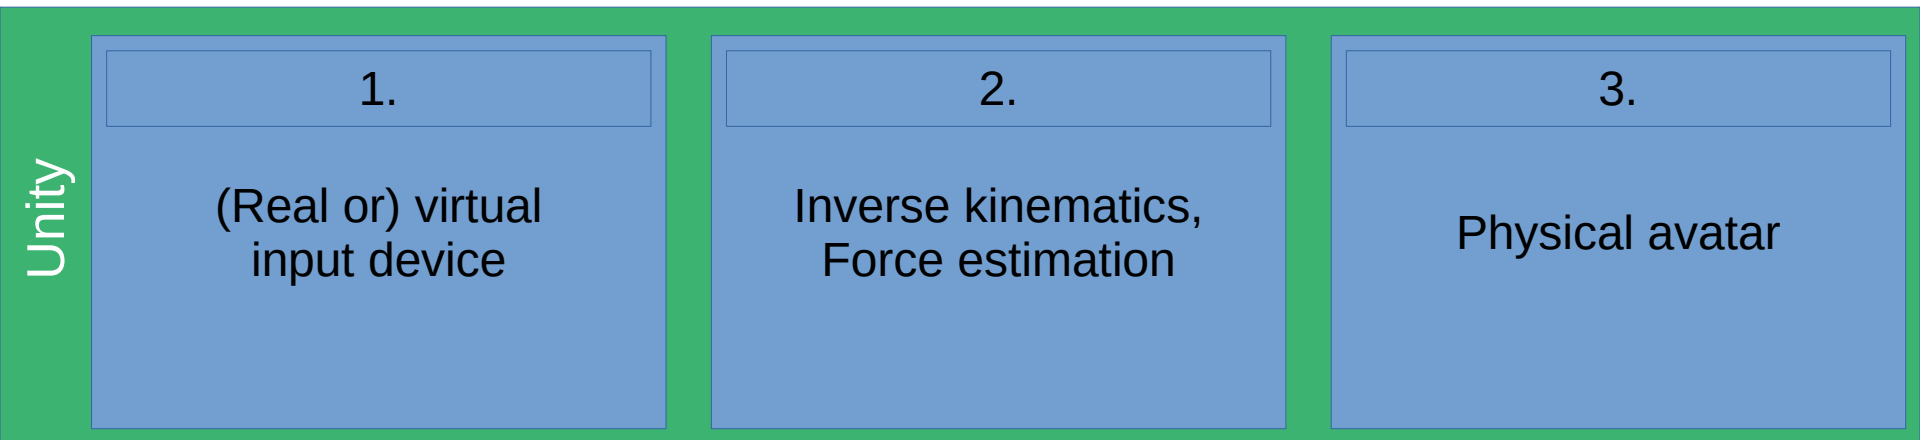 Unity
1.
(Real or) virtual
input device
2.
Inverse kinematics,
Force estimation
3.
Physical avatar